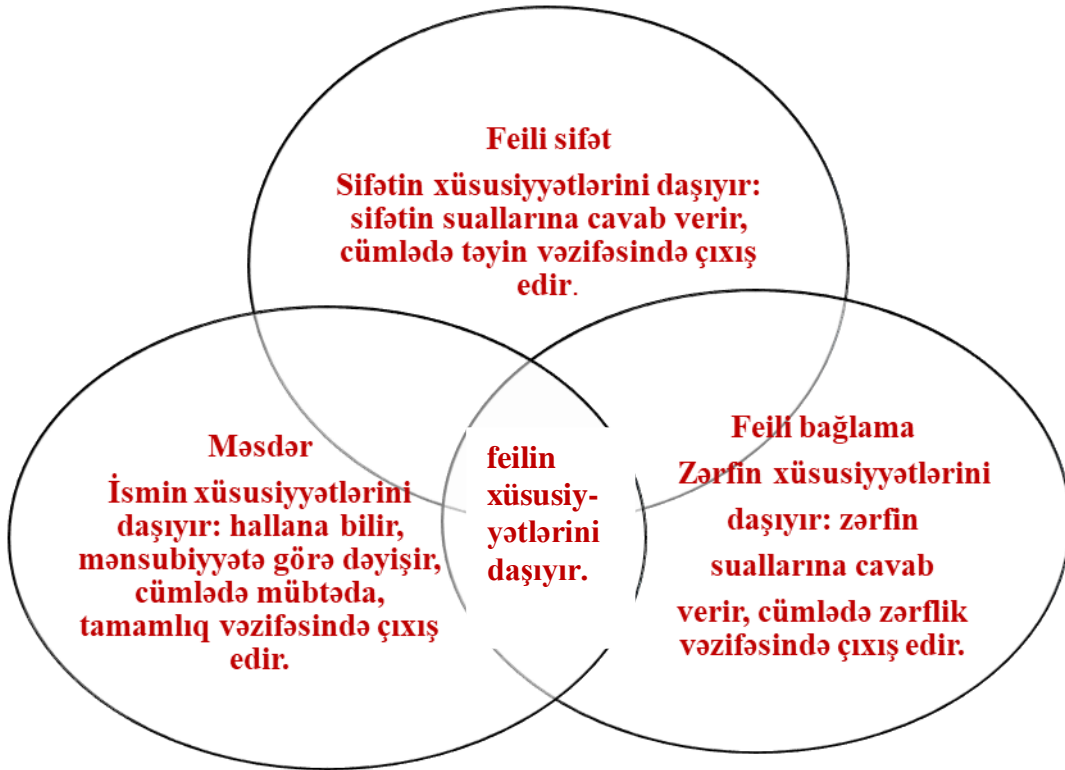 Feili sifət
Sifətin xüsusiyyətlərini daşıyır:
sifətin suallarına cavab verir,
cümlədə təyin vəzifəsində çıxış
edir.
Məsdər
İsmin xüsusiyyətlərini
daşıyır: hallana bilir,
mənsubiyyətə görə dəyişir,
cümlədə mübtəda,
tamamlıq vəzifəsində çıxış
edir.
feilin
xüsusiy-
yətlərini
daşıyır.
Feili bağlama
Zərfin xüsusiyyətlərini
daşıyır: zərfin
suallarına cavab
verir, cümlədə zərflik
vəzifəsində çıxış edir.